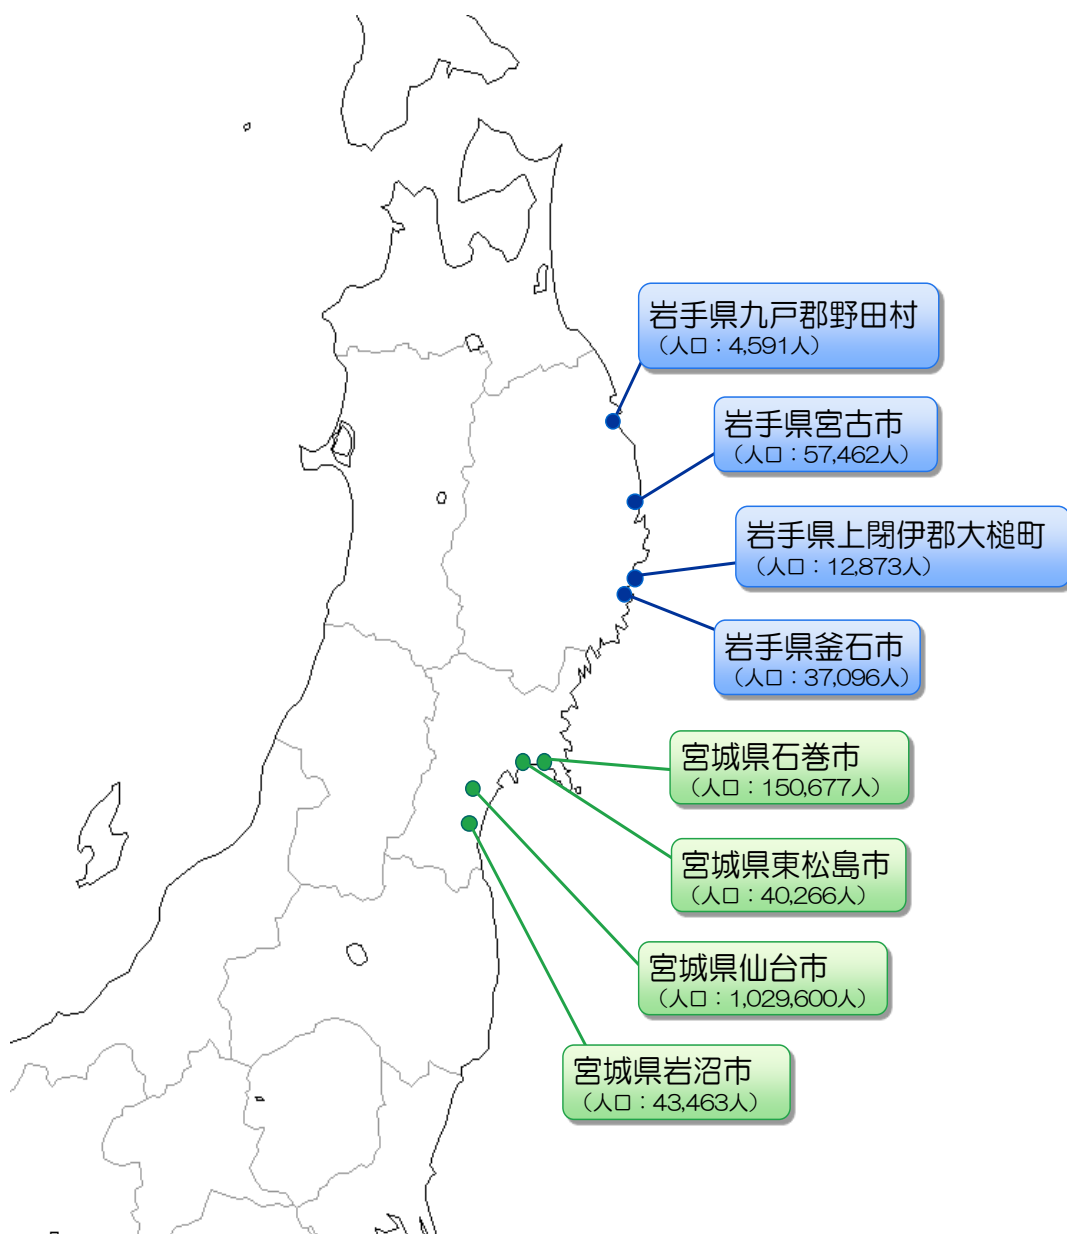 岩手県九戸郡野田村
（人口：4,591人）
岩手県宮古市
（人口：57,462人）
岩手県上閉伊郡大槌町
（人口：12,873人）
岩手県釜石市
（人口：37,096人）
宮城県石巻市
（人口：150,677人）
宮城県東松島市
（人口：40,266人）
宮城県仙台市
（人口：1,029,600人）
宮城県岩沼市
（人口：43,463人）